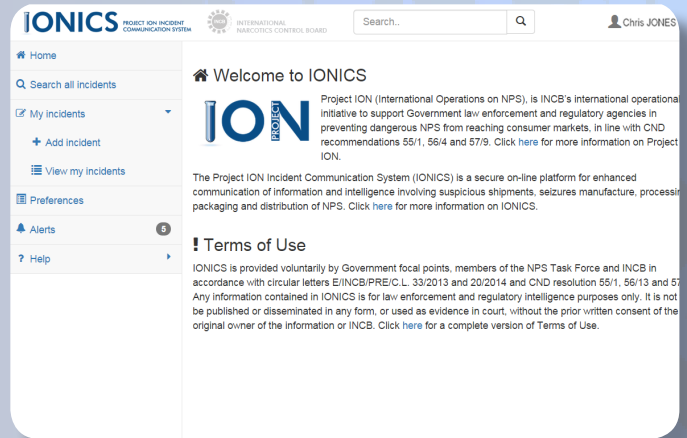 IONICS PROJECT ION INCIDENT COMMUNICATION SYSTEM
INCB INTERNATIONAL NARCOTICS CONTROL BOARD
Search..
Chris JONES
Home
Search all incidents
My incidents
Add incident
View my incidents
Preferences
Alerts 5
? Help
Welcome to IONICS
ION PROJECT
Project ION (International Operations on NPS), is INCB's international operational
initiative to support Government law enforcement and regulatory agencies in
preventing dangerous NPS from reaching consumer markets, in line with CND
recommendations 55/1, 56/4 and 57/9. Click here for more information on Project
ION.
The Project ION Incident Communication System (IONICS) is a secure on-line platform for enhanced
communication of information and intelligence involving suspicious shipments, seizures manufacture, processin
packaging and distribution of NPS. Click here for more information on IONICS.
! Terms of Use
IONICS is provided voluntarily by Government focal points, members of the NPS Task Force and INCB in
accordance with circular letters E/INCB/PRE/C.L. 33/2013 and 20/2014 and CND resolution 55/1, 56/13 and 57
Any information contained in IONICS is for law enforcement and regulatory intelligence purposes only. It is not
be published or disseminated in any form, or used as evidence in court, without the prior written consent of the
original owner of the information or INCB. Click here for a complete version of Terms of Use.